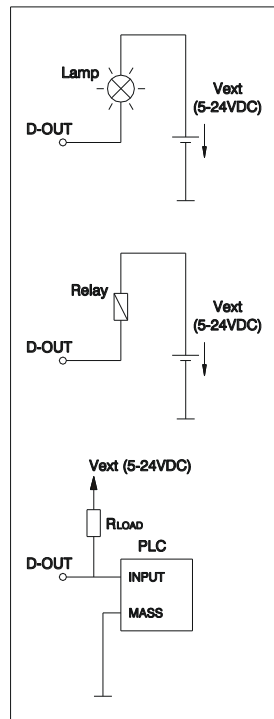 Lamp
Vext
(5-24VDC)
D-OUT
Relay
Vext
(5-24VDC)
D-OUT
Vext (5-24VDC)
RLOAD
PLC
D-OUT
INPUT
MASS